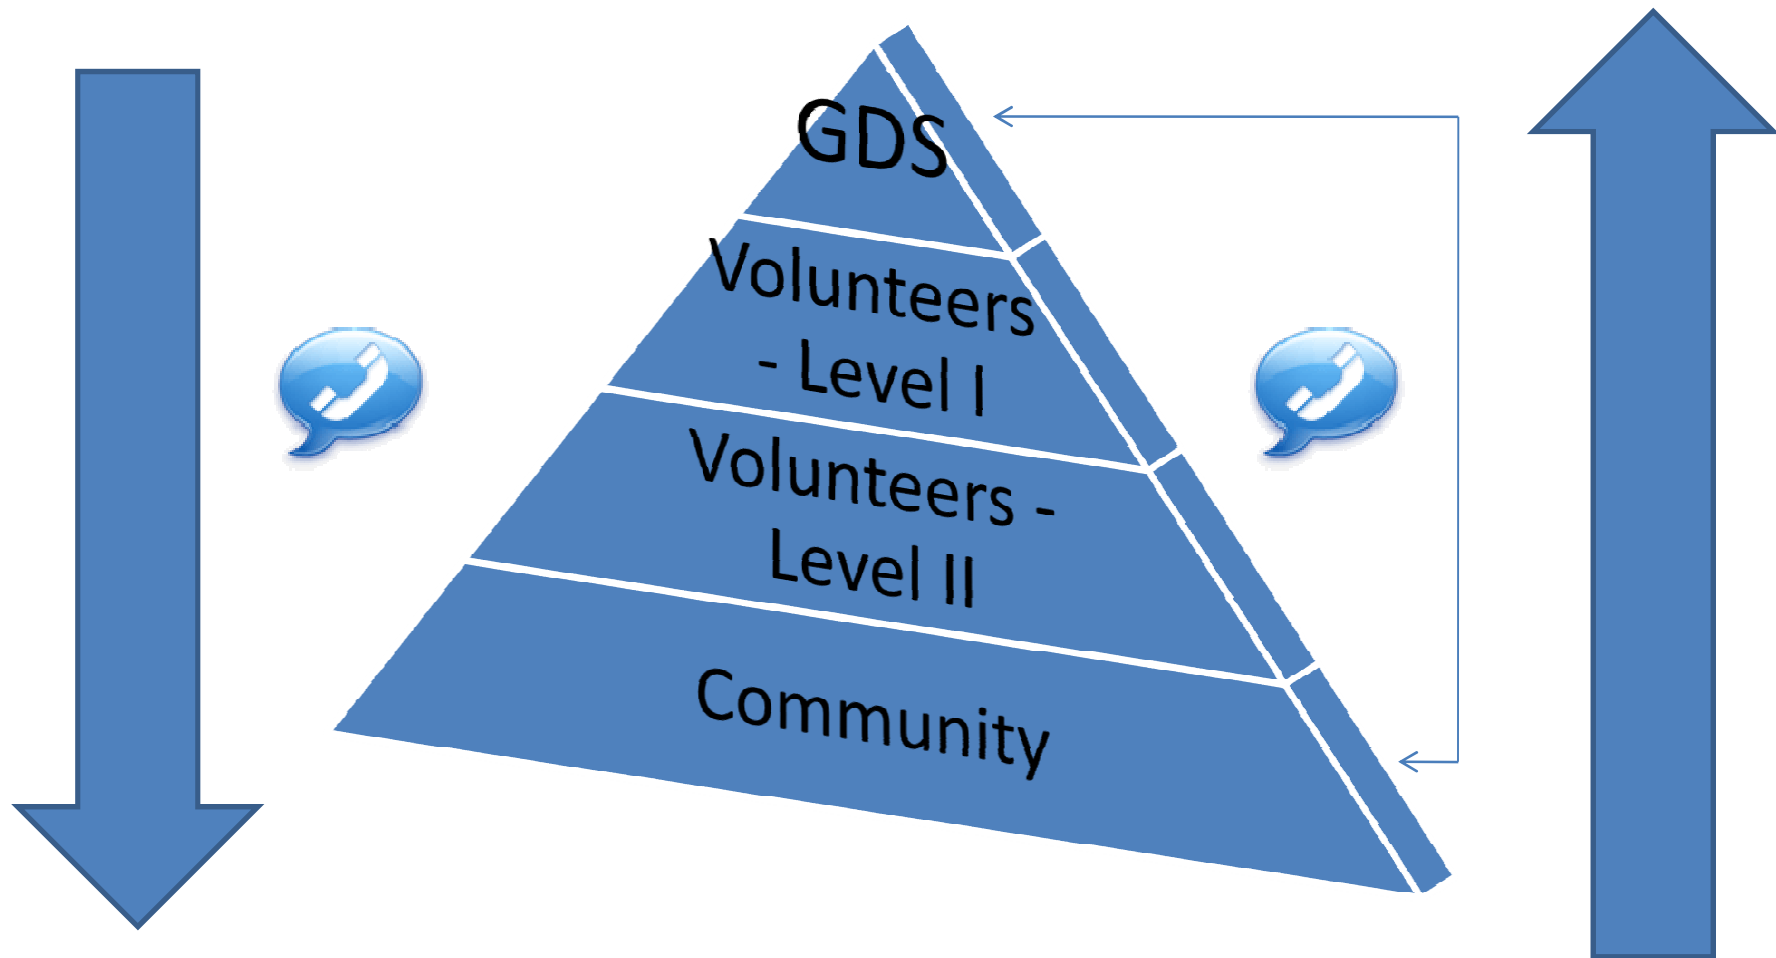 GDS
Volunteers
- Level I
Volunteers -
Level II
Community